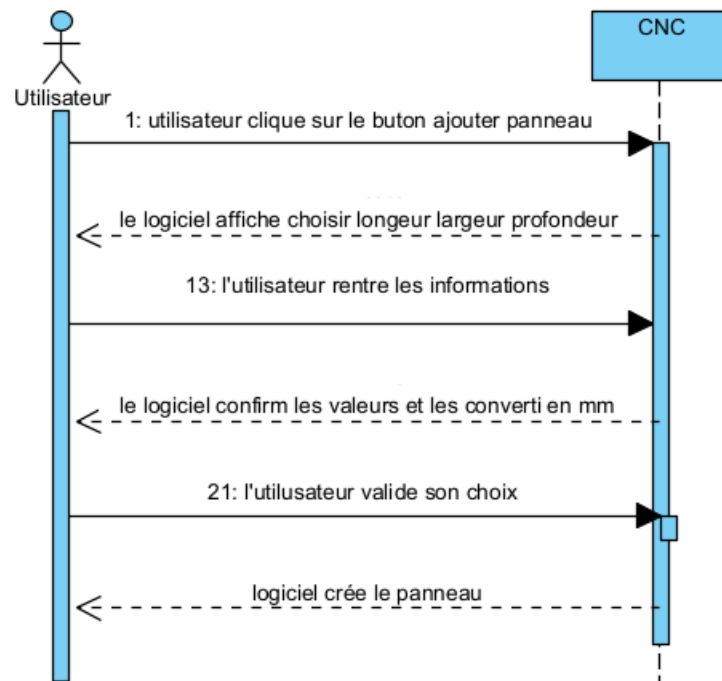 CNC
Utilisateur
1: utilisateur clique sur le buton ajouter panneau
le logiciel affiche choisir longeur largeur profondeur
13: l'utilisateur rentre les informations
le logiciel confirm les valeurs et les converti en mm
21: l'utilusateur valide son choix
logiciel crée le panneau